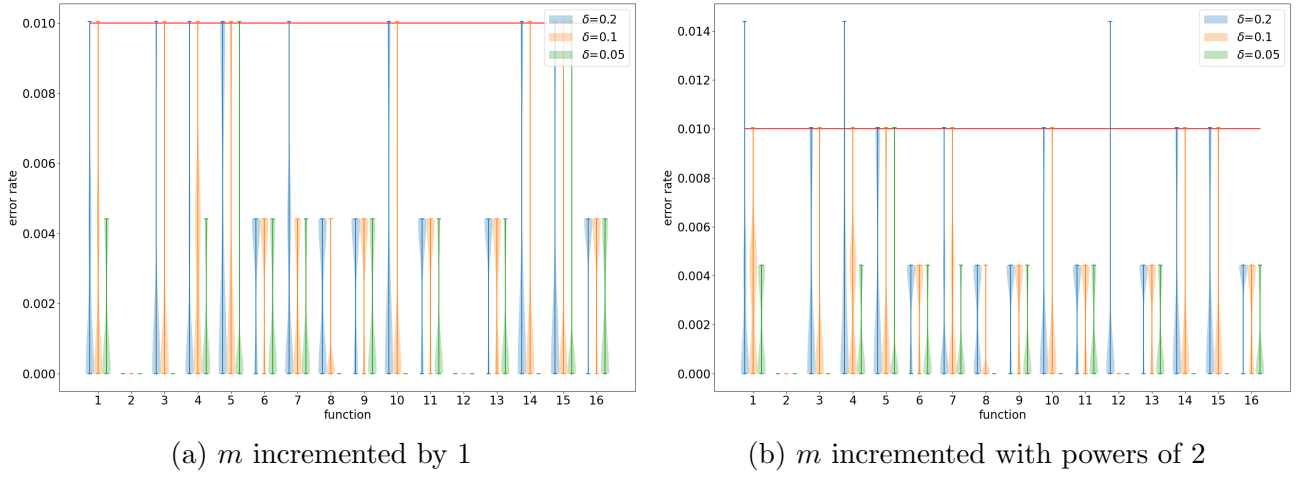 0.010
0.008
0.006
0.004
0.002
0.000
error rate
1 2 3 4 5 6 7 8 9 10 11 12 13 14 15 16
function
δ=0.2
δ=0.1
δ=0.05
(a) m incremented by 1
0.014
0.012
0.010
0.008
0.006
0.004
0.002
0.000
error rate
1 2 3 4 5 6 7 8 9 10 11 12 13 14 15 16
function
δ=0.2
δ=0.1
δ=0.05
(b) m incremented with powers of 2